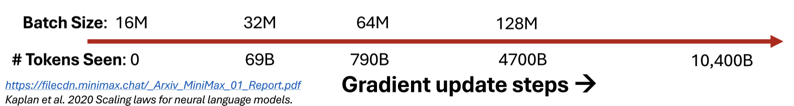 Batch Size: 16M 32M 64M 128M
# Tokens Seen: 0 69B 790B 4700B 10,400B
https://filecdn.minimax.chat/_Arxiv_MiniMax_01_Report.pdf
Gradient update steps →
Kaplan et al. 2020 Scaling laws for neural language models.